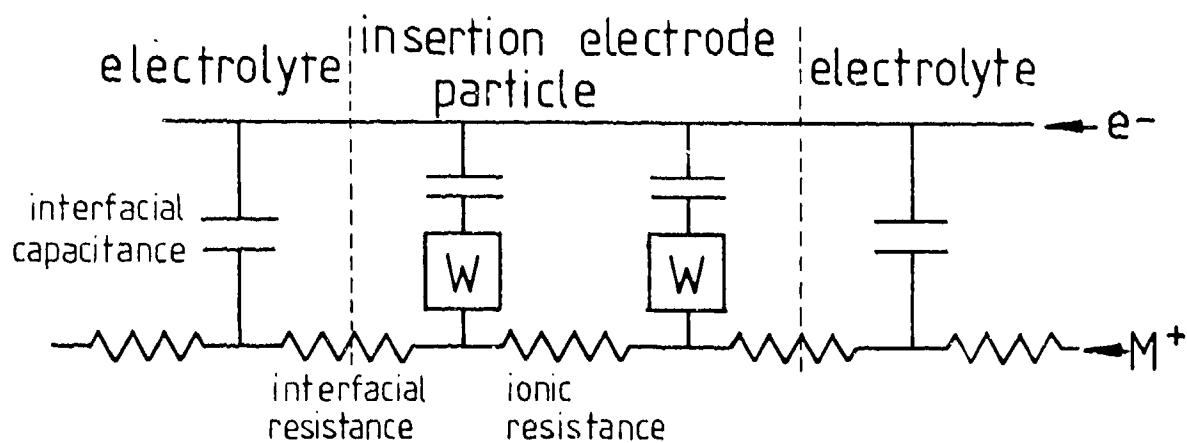 electrolyte
insertion electrode
particle
electrolyte
e-
interfacial
capacitance
W
W
M+
interfacial
resistance
ionic
resistance